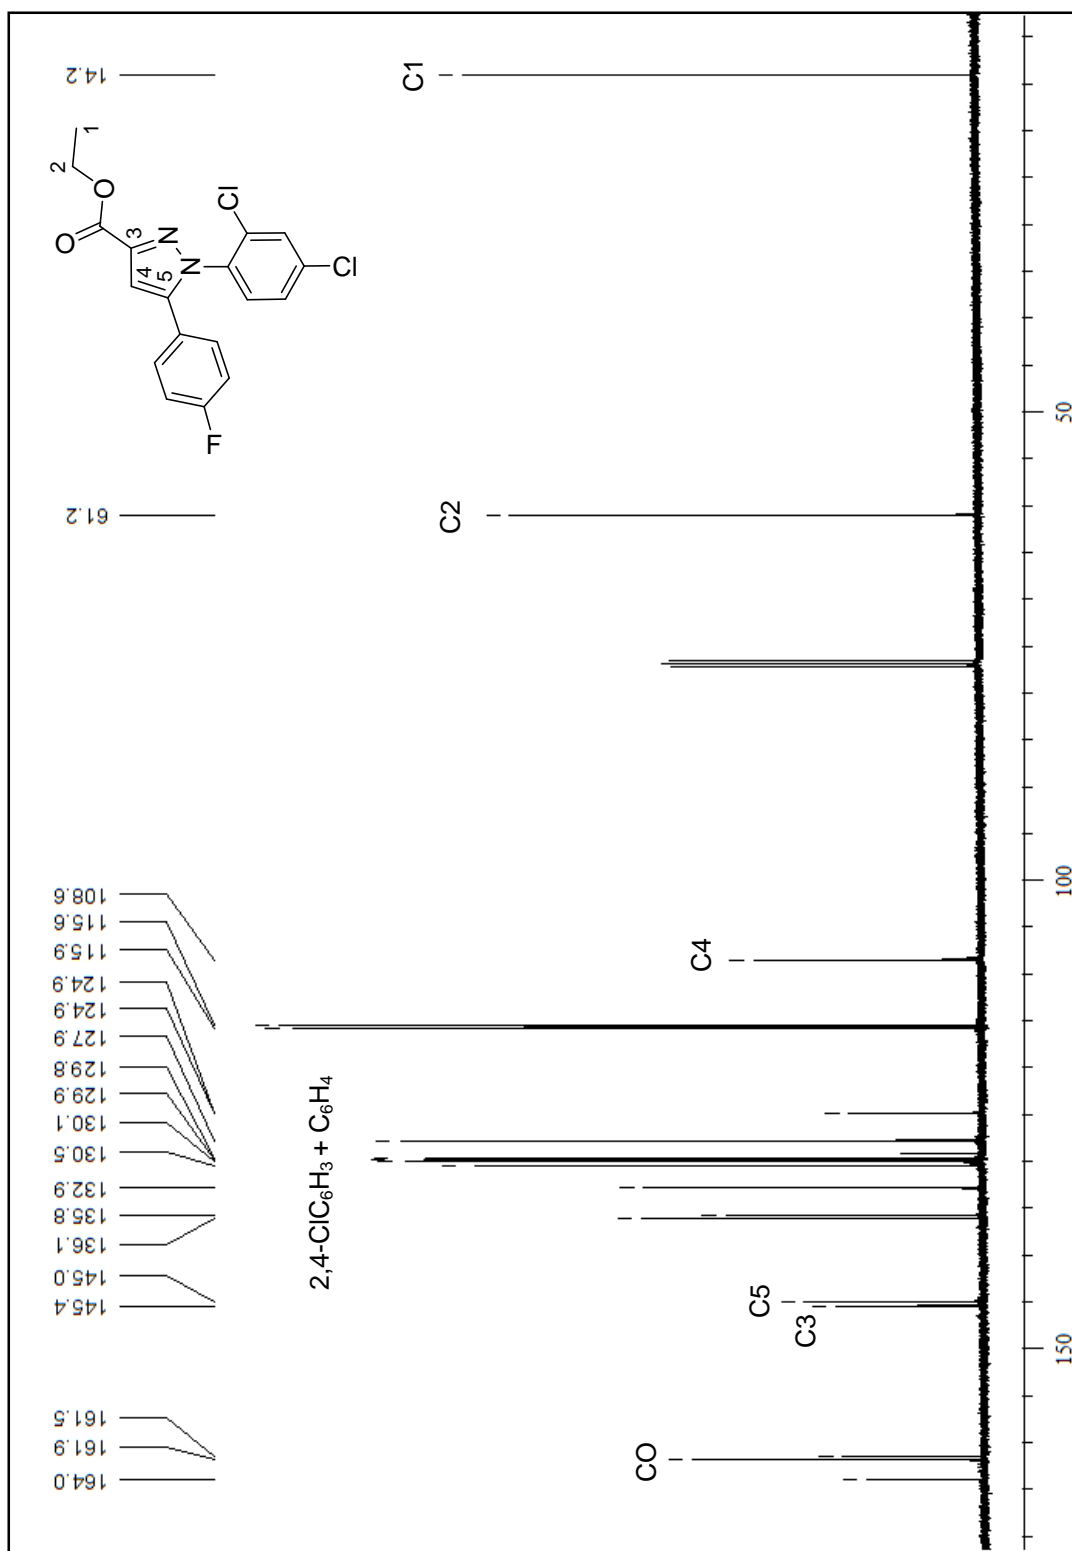 14.2
61.2
108.6
115.6
115.9
124.9
124.9
127.9
129.8
129.9
130.1
130.5
132.9
135.8
136.1
145.0
145.4
161.5
161.9
164.0
1
2
O
O
3
N
4
5
N
Cl
Cl
F
C1
C2
C4
2,4-ClC₆H₃ + C₆H₄
C5
C3
CO
50
100
150